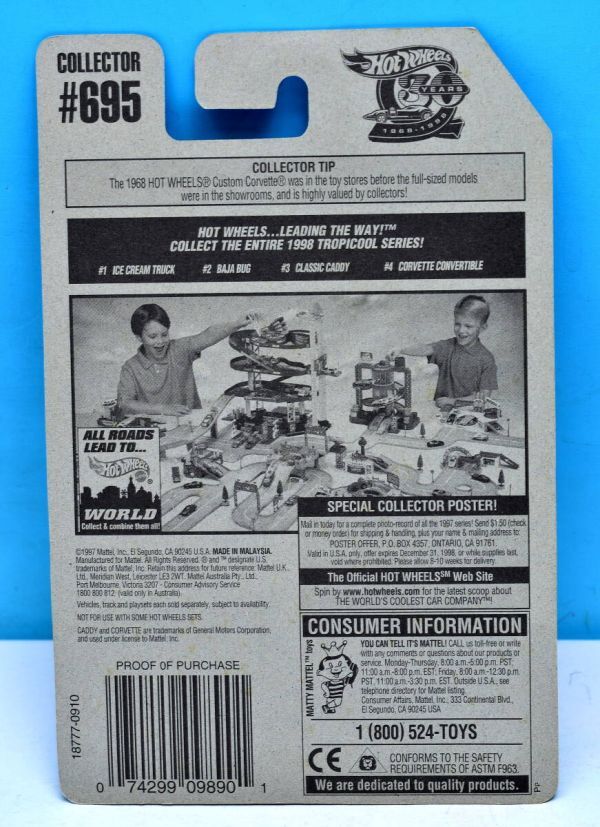 COLLECTOR
#695
Hot Wheels
30
YEARS
1968-1998
COLLECTOR TIP
The 1968 HOT WHEELS® Custom Corvette® was in the toy stores before the full-sized models
were in the showrooms, and is highly valued by collectors!
HOT WHEELS...LEADING THE WAY!™
COLLECT THE ENTIRE 1998 TROPICOOL SERIES!
#1 ICE CREAM TRUCK #2 BAJA BUG #3 CLASSIC CADDY #4 CORVETTE CONVERTIBLE
ALL ROADS
LEAD TO...
Hot Wheels
WORLD
Collect & combine them all!
SPECIAL COLLECTOR POSTER!
Mail in today for a complete photo-record of all the 1997 series! Send $1.50 (check
or money order) for shipping & handling, plus your name & mailing address to:
POSTER OFFER, P.O. BOX 4357, ONTARIO, CA 91761.
Valid in U.S.A. only, offer expires December 31, 1998, or while supplies last,
void where prohibited. Please allow 8-10 weeks for delivery.
The Official HOT WHEELS℠ Web Site
Spin by www.hotwheels.com for the latest scoop about
THE WORLD'S COOLEST CAR COMPANY™!
©1997 Mattel, Inc., El Segundo, CA 90245 U.S.A. MADE IN MALAYSIA.
Manufactured for Mattel. All Rights Reserved. ® and ™ designate U.S.
trademarks of Mattel, Inc. Retain this address for future reference: Mattel U.K.
Ltd., Meridian West, Leicester LE3 2WT. Mattel Australia Pty., Ltd.,
Port Melbourne, Victoria 3207 - Consumer Advisory Service
1800 800 812 (valid only in Australia).
Vehicles, track and playsets each sold separately, subject to availability.
NOT FOR USE WITH SOME HOT WHEELS SETS.
CADDY and CORVETTE are trademarks of General Motors Corporation,
and used under license to Mattel, Inc.
CONSUMER INFORMATION
MATTY MATTEL™ toys
YOU CAN TELL IT'S MATTEL! CALL us toll-free or write
with any comments or questions about our products or
service. Monday-Thursday, 8:00 a.m.-5:00 p.m. PST;
11:00 a.m.-8:00 p.m. EST; Friday, 8:00 a.m.-12:30 p.m.
PST, 11:00 a.m.-3:30 p.m. EST. Outside U.S.A., see
telephone directory for Mattel listing.
Consumer Affairs, Mattel, Inc., 333 Continental Blvd.,
El Segundo, CA 90245 USA
1 (800) 524-TOYS
CE
CONFORMS TO THE SAFETY
REQUIREMENTS OF ASTM F963.
We are dedicated to quality products.
PP
PROOF OF PURCHASE
18777-0910
0 74299 09890 1